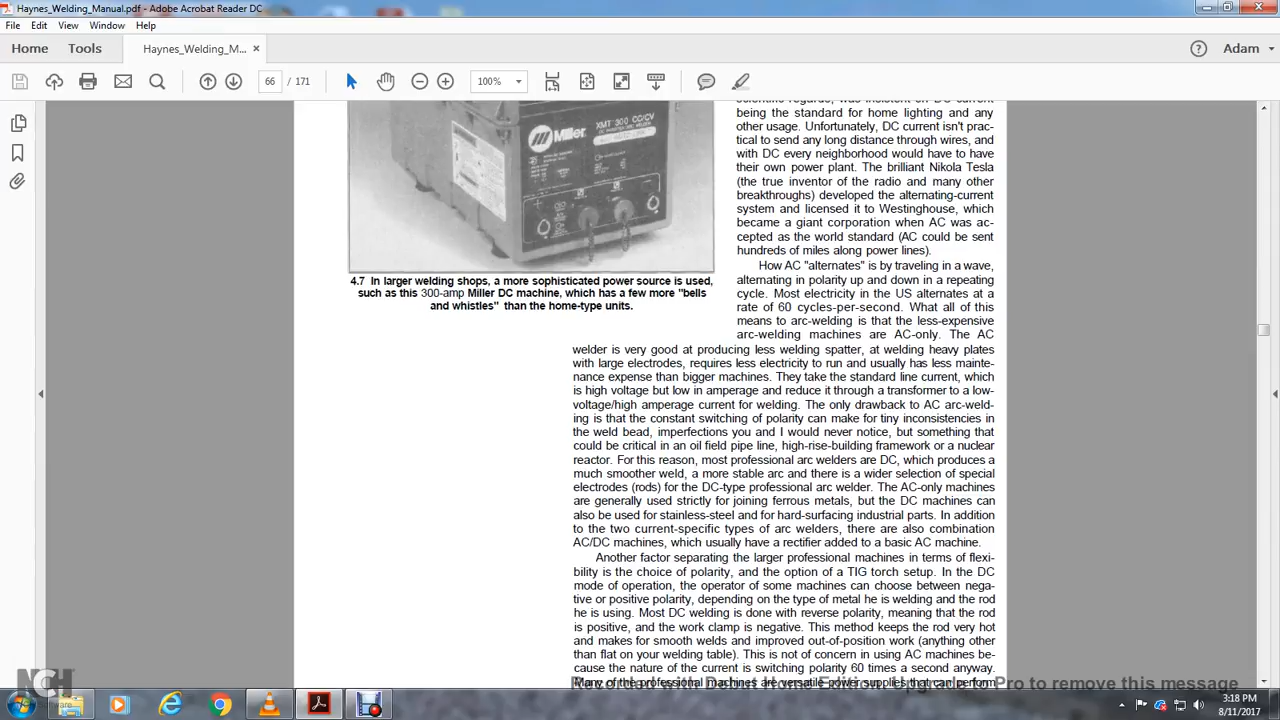 Haynes_Welding_Manual.pdf - Adobe Acrobat Reader DC
File Edit View Window Help
Home Tools Haynes_Welding_M... × Adam
66 / 171 100%
Miller XMT 300 CC/CV
4.7 In larger welding shops, a more sophisticated power source is used,
such as this 300-amp Miller DC machine, which has a few more "bells
and whistles" than the home-type units.
scientific regards, was insistent on DC current
being the standard for home lighting and any
other usage. Unfortunately, DC current isn't prac-
tical to send any long distance through wires, and
with DC every neighborhood would have to have
their own power plant. The brilliant Nikola Tesla
(the true inventor of the radio and many other
breakthroughs) developed the alternating-current
system and licensed it to Westinghouse, which
became a giant corporation when AC was ac-
cepted as the world standard (AC could be sent
hundreds of miles along power lines).
How AC "alternates" is by traveling in a wave,
alternating in polarity up and down in a repeating
cycle. Most electricity in the US alternates at a
rate of 60 cycles-per-second. What all of this
means to arc-welding is that the less-expensive
arc-welding machines are AC-only. The AC
welder is very good at producing less welding spatter, at welding heavy plates
with large electrodes, requires less electricity to run and usually has less mainte-
nance expense than bigger machines. They take the standard line current, which
is high voltage but low in amperage and reduce it through a transformer to a low-
voltage/high amperage current for welding. The only drawback to AC arc-weld-
ing is that the constant switching of polarity can make for tiny inconsistencies in
the weld bead, imperfections you and I would never notice, but something that
could be critical in an oil field pipe line, high-rise-building framework or a nuclear
reactor. For this reason, most professional arc welders are DC, which produces a
much smoother weld, a more stable arc and there is a wider selection of special
electrodes (rods) for the DC-type professional arc welder. The AC-only machines
are generally used strictly for joining ferrous metals, but the DC machines can
also be used for stainless-steel and for hard-surfacing industrial parts. In addition
to the two current-specific types of arc welders, there are also combination
AC/DC machines, which usually have a rectifier added to a basic AC machine.
Another factor separating the larger professional machines in terms of flexi-
bility is the choice of polarity, and the option of a TIG torch setup. In the DC
mode of operation, the operator of some machines can choose between nega-
tive or positive polarity, depending on the type of metal he is welding and the rod
he is using. Most DC welding is done with reverse polarity, meaning that the rod
is positive, and the work clamp is negative. This method keeps the rod very hot
and makes for smooth welds and improved out-of-position work (anything other
than flat on your welding table). This is not of concern in using AC machines be-
cause the nature of the current is switching polarity 60 times a second anyway.
Many of the professional machines are versatile power supplies that can perform
Pro to remove this message
NCH
3:18 PM
8/11/2017